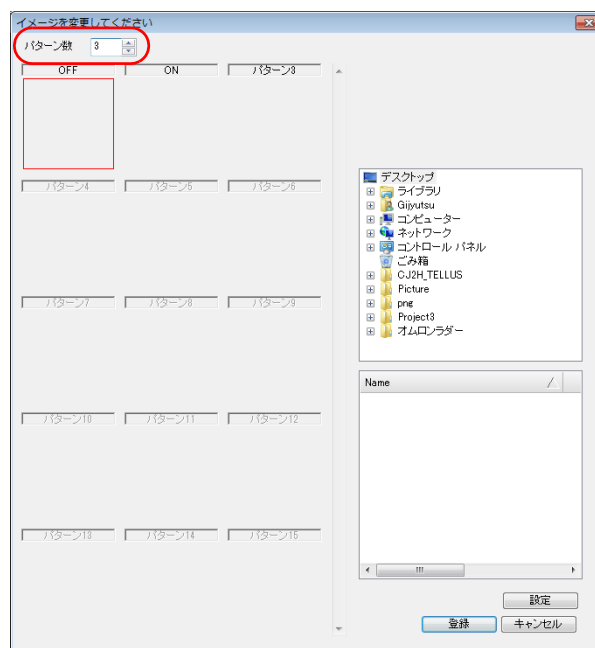 イメージを変更してください
パターン数 3
OFF ON パターン3
パターン4 パターン5 パターン6
パターン7 パターン8 パターン9
パターン10 パターン11 パターン12
パターン13 パターン14 パターン15
デスクトップ
ライブラリ
Gijyutsu
コンピューター
ネットワーク
コントロール パネル
ごみ箱
CJ2H_TELLUS
Picture
png
Project3
オムロンラダー
Name
設定
登録 キャンセル